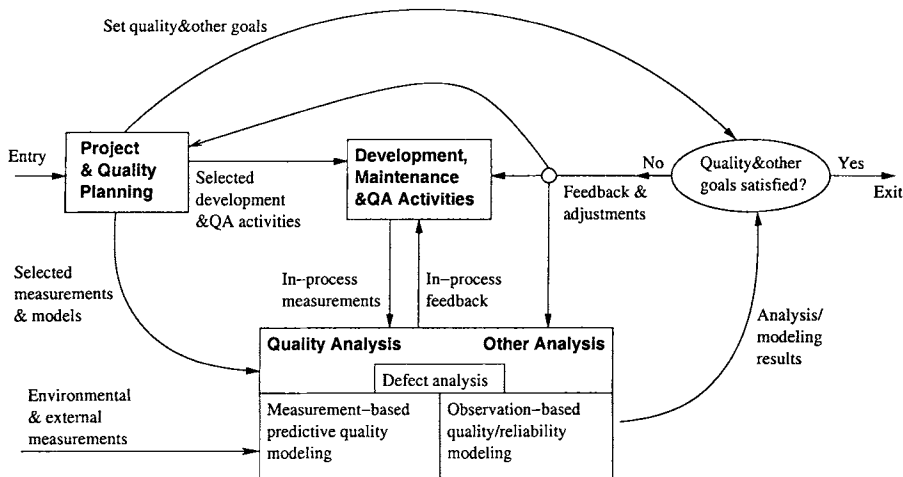 Set quality&other goals
Entry
Project
& Quality
Planning
Selected
development
&QA activities
Development,
Maintenance
&QA Activities
No
Feedback &
adjustments
Quality&other
goals satisfied?
Yes
Exit
Selected
measurements
& models
In-process
measurements
In-process
feedback
Analysis/
modeling
results
Quality Analysis
Other Analysis
Defect analysis
Environmental
& external
measurements
Measurement-based
predictive quality
modeling
Observation-based
quality/reliability
modeling